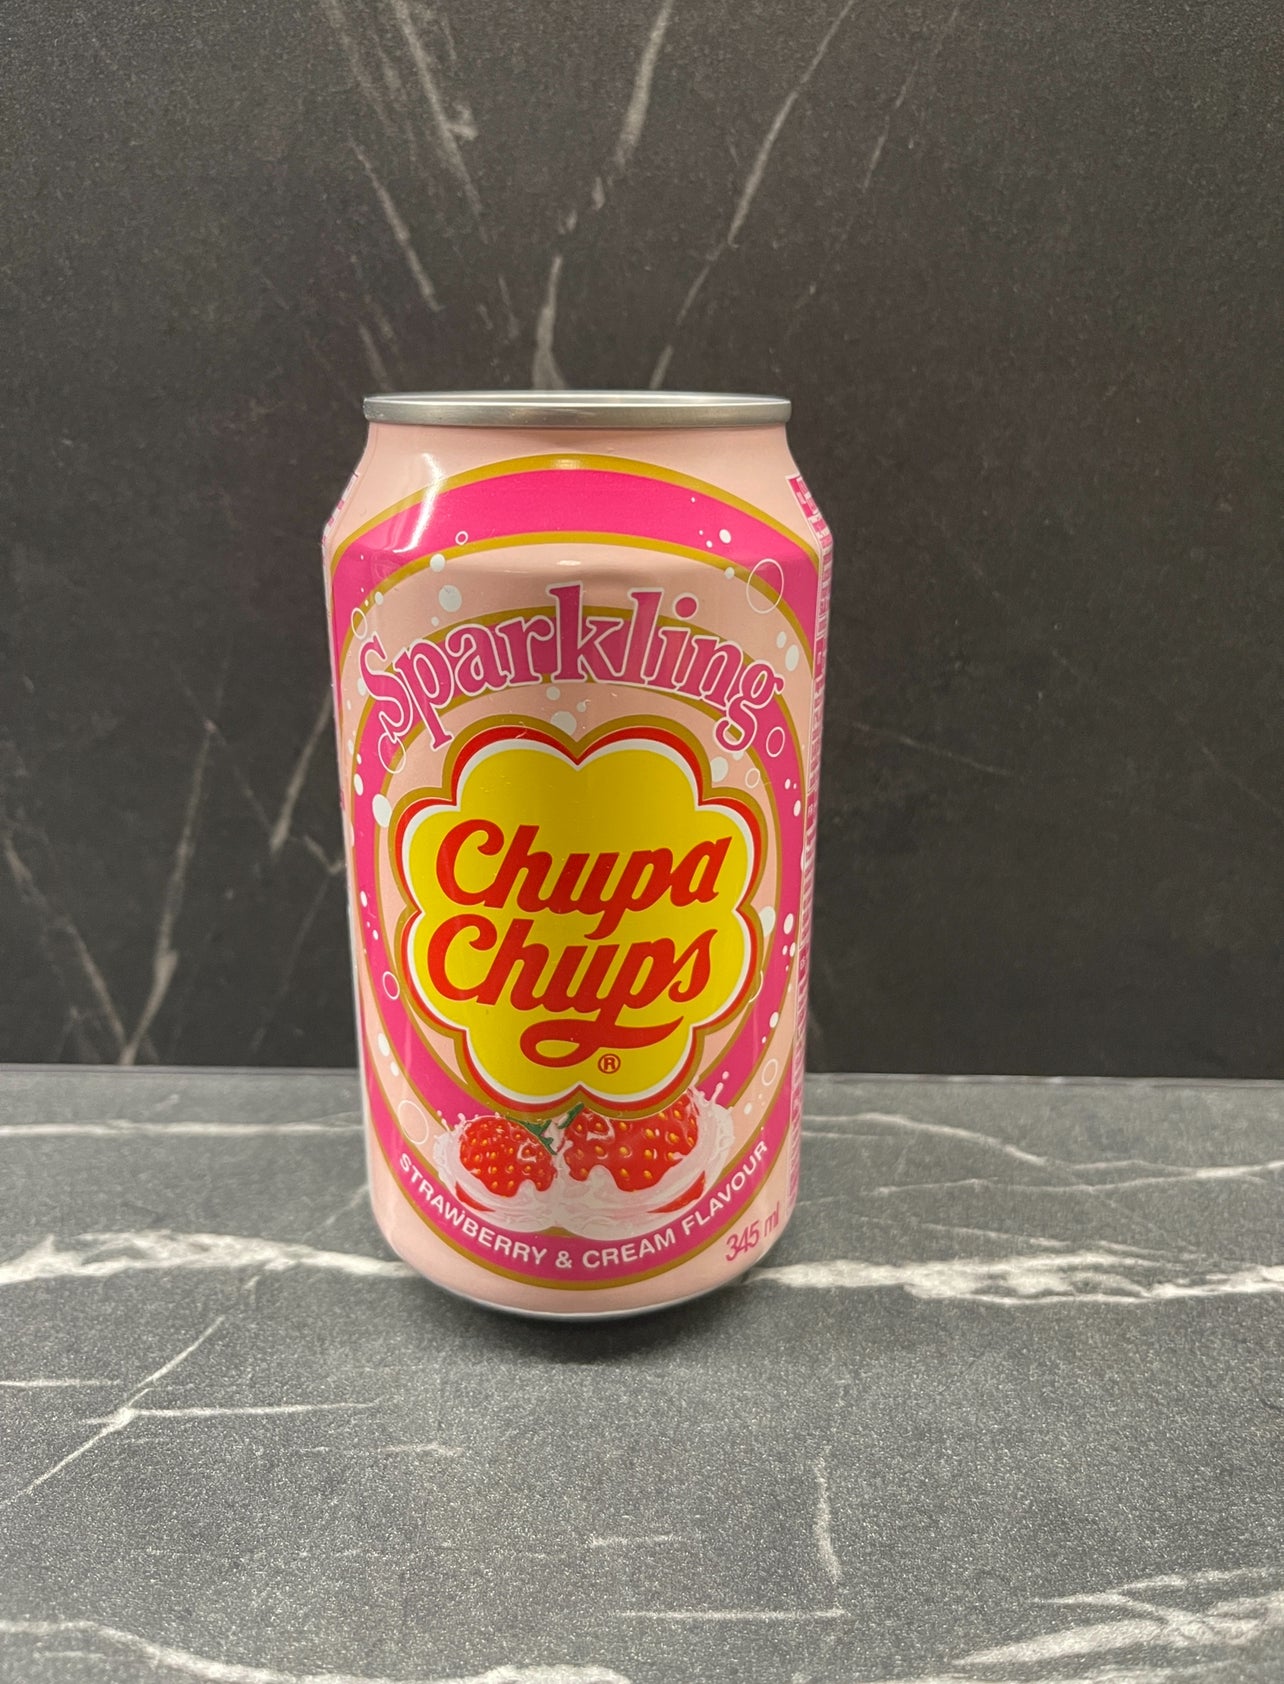 Sparkling
Chupa
Chups
®
STRAWBERRY & CREAM FLAVOUR
345 ml